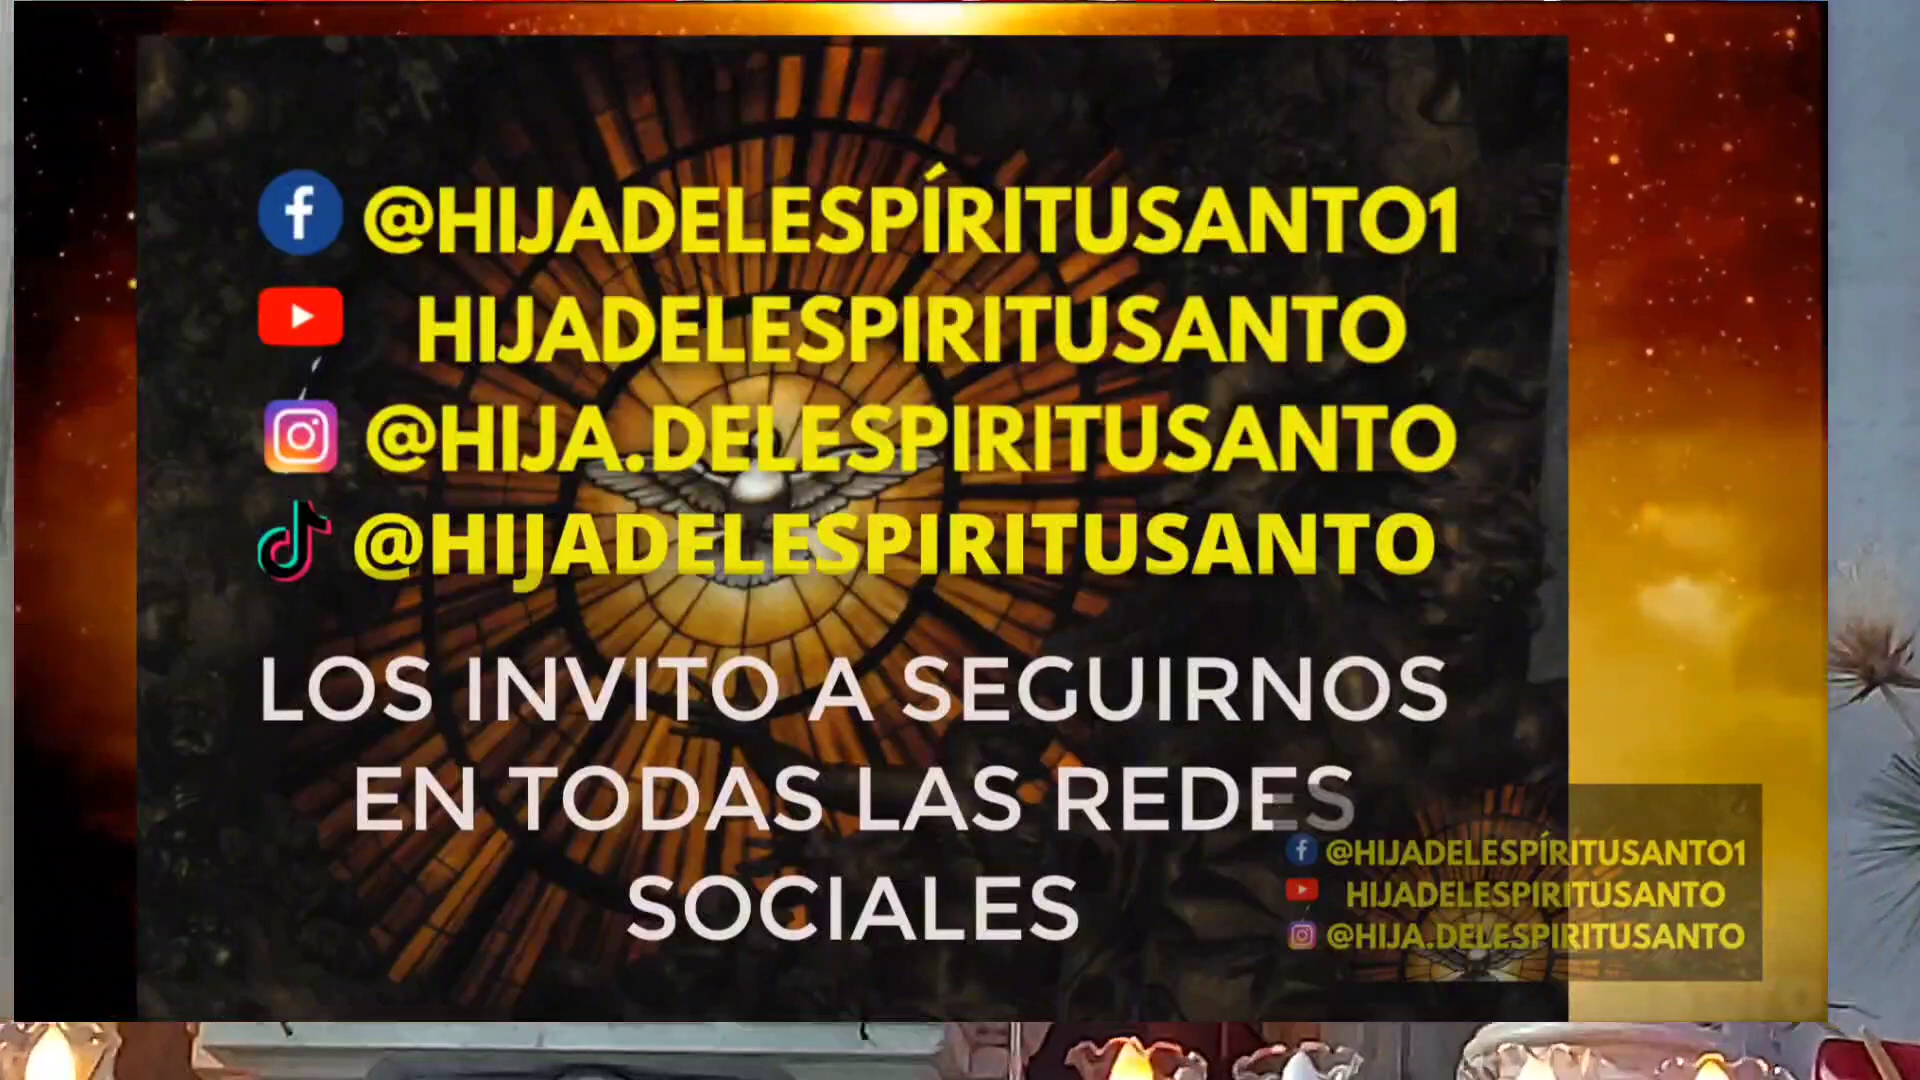 @HIJADELESPÍRITUSANTO1
HIJADELESPIRITUSANTO
@HIJA.DELESPIRITUSANTO
@HIJADELESPIRITUSANTO
LOS INVITO A SEGUIRNOS
EN TODAS LAS REDES
SOCIALES
@HIJADELESPÍRITUSANTO1
HIJADELESPIRITUSANTO
@HIJA.DELESPIRITUSANTO